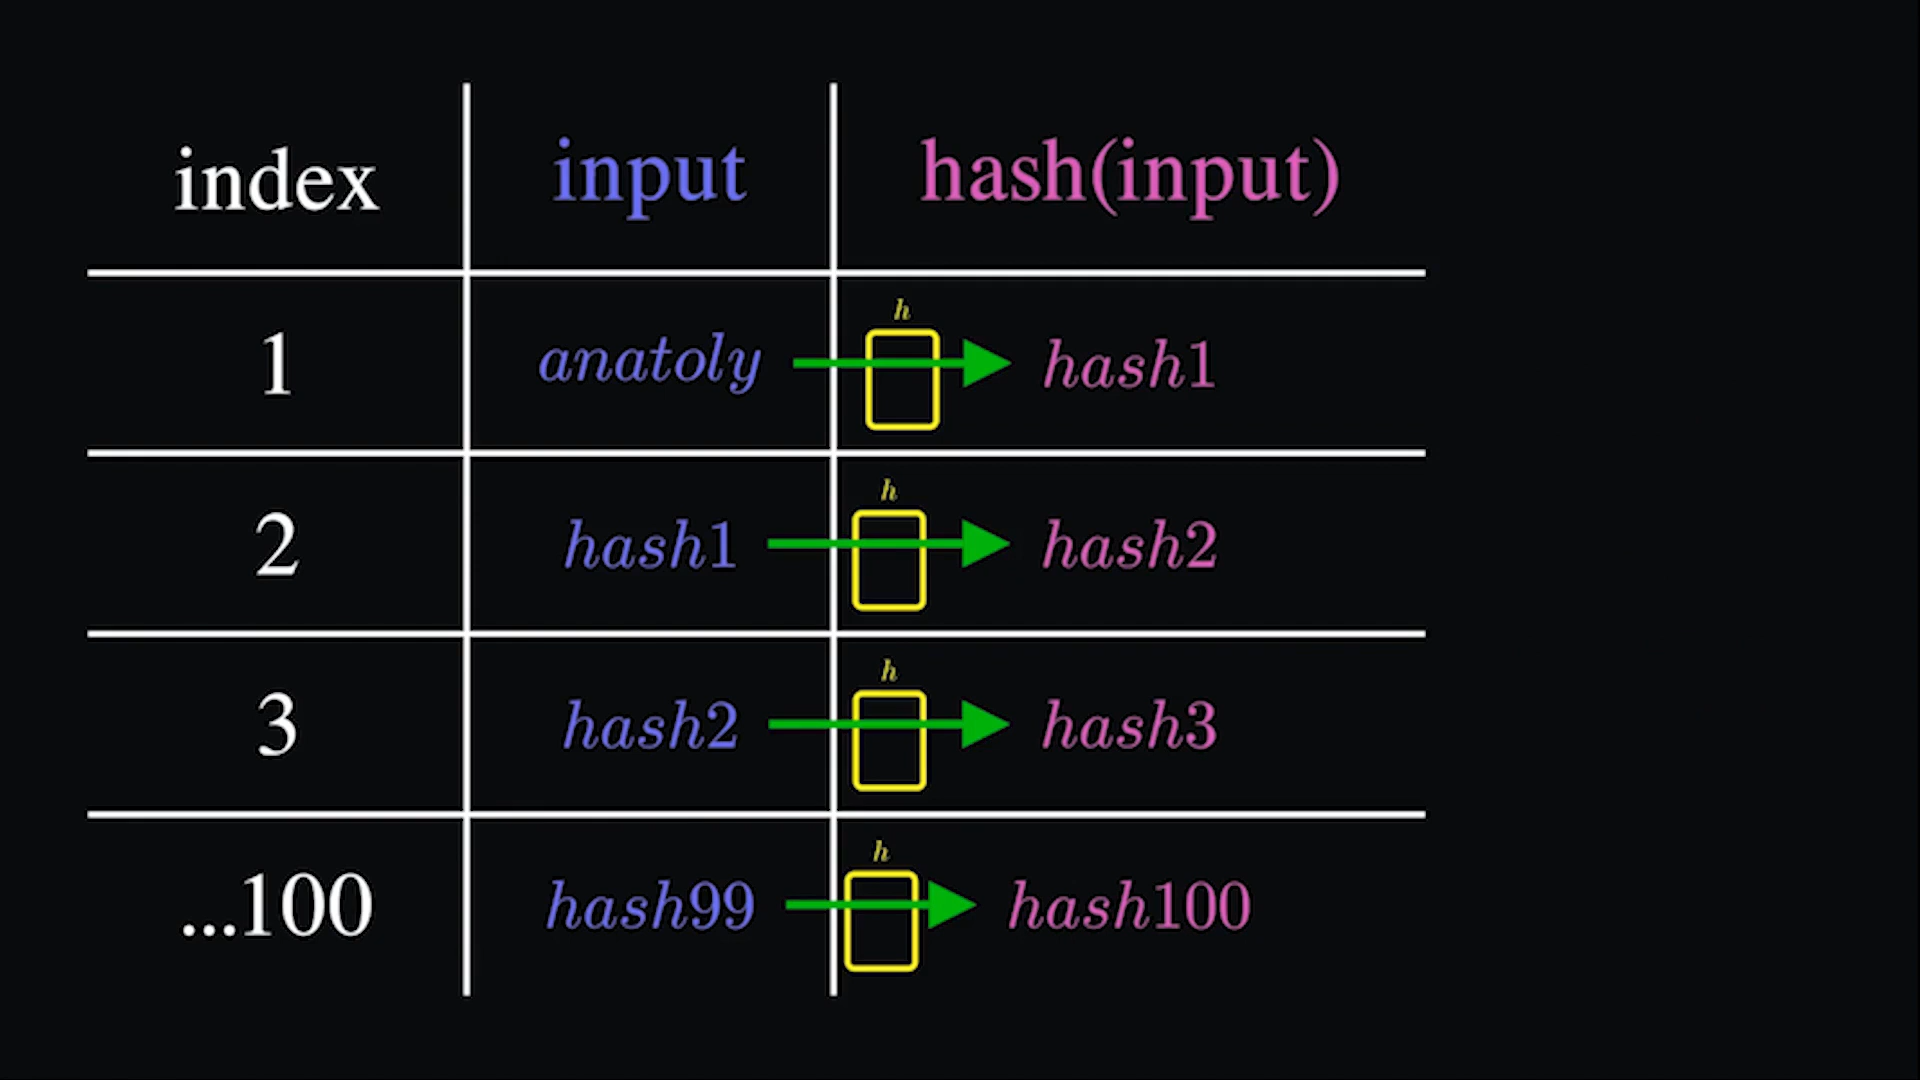 index input hash(input)
h
1 anatoly hash1
h
2 hash1 hash2
h
3 hash2 hash3
h
...100 hash99 hash100